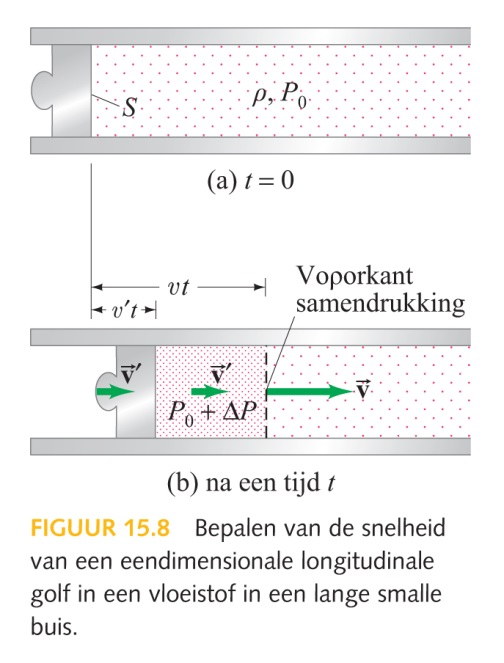 S
ρ, P₀
(a) t = 0
vt
v′t
Voporkant
samendrukking
v⃗′
v⃗′
v⃗
P₀ + ΔP
(b) na een tijd t
FIGUUR 15.8 Bepalen van de snelheid
van een eendimensionale longitudinale
golf in een vloeistof in een lange smalle
buis.